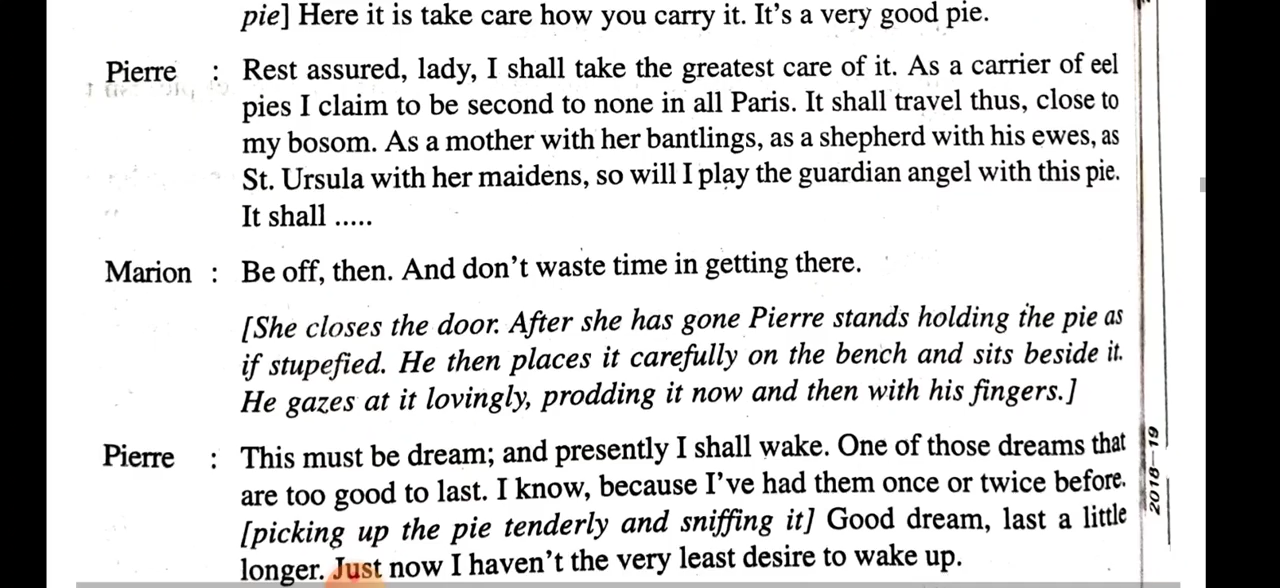 pie] Here it is take care how you carry it. It's a very good pie.
Pierre : Rest assured, lady, I shall take the greatest care of it. As a carrier of eel
pies I claim to be second to none in all Paris. It shall travel thus, close to
my bosom. As a mother with her bantlings, as a shepherd with his ewes, as
St. Ursula with her maidens, so will I play the guardian angel with this pie.
It shall .....
Marion : Be off, then. And don't waste time in getting there.
[She closes the door. After she has gone Pierre stands holding the pie as
if stupefied. He then places it carefully on the bench and sits beside it.
He gazes at it lovingly, prodding it now and then with his fingers.]
Pierre : This must be dream; and presently I shall wake. One of those dreams that
are too good to last. I know, because I've had them once or twice before.
[picking up the pie tenderly and sniffing it] Good dream, last a little
longer. Just now I haven't the very least desire to wake up.
2018-19